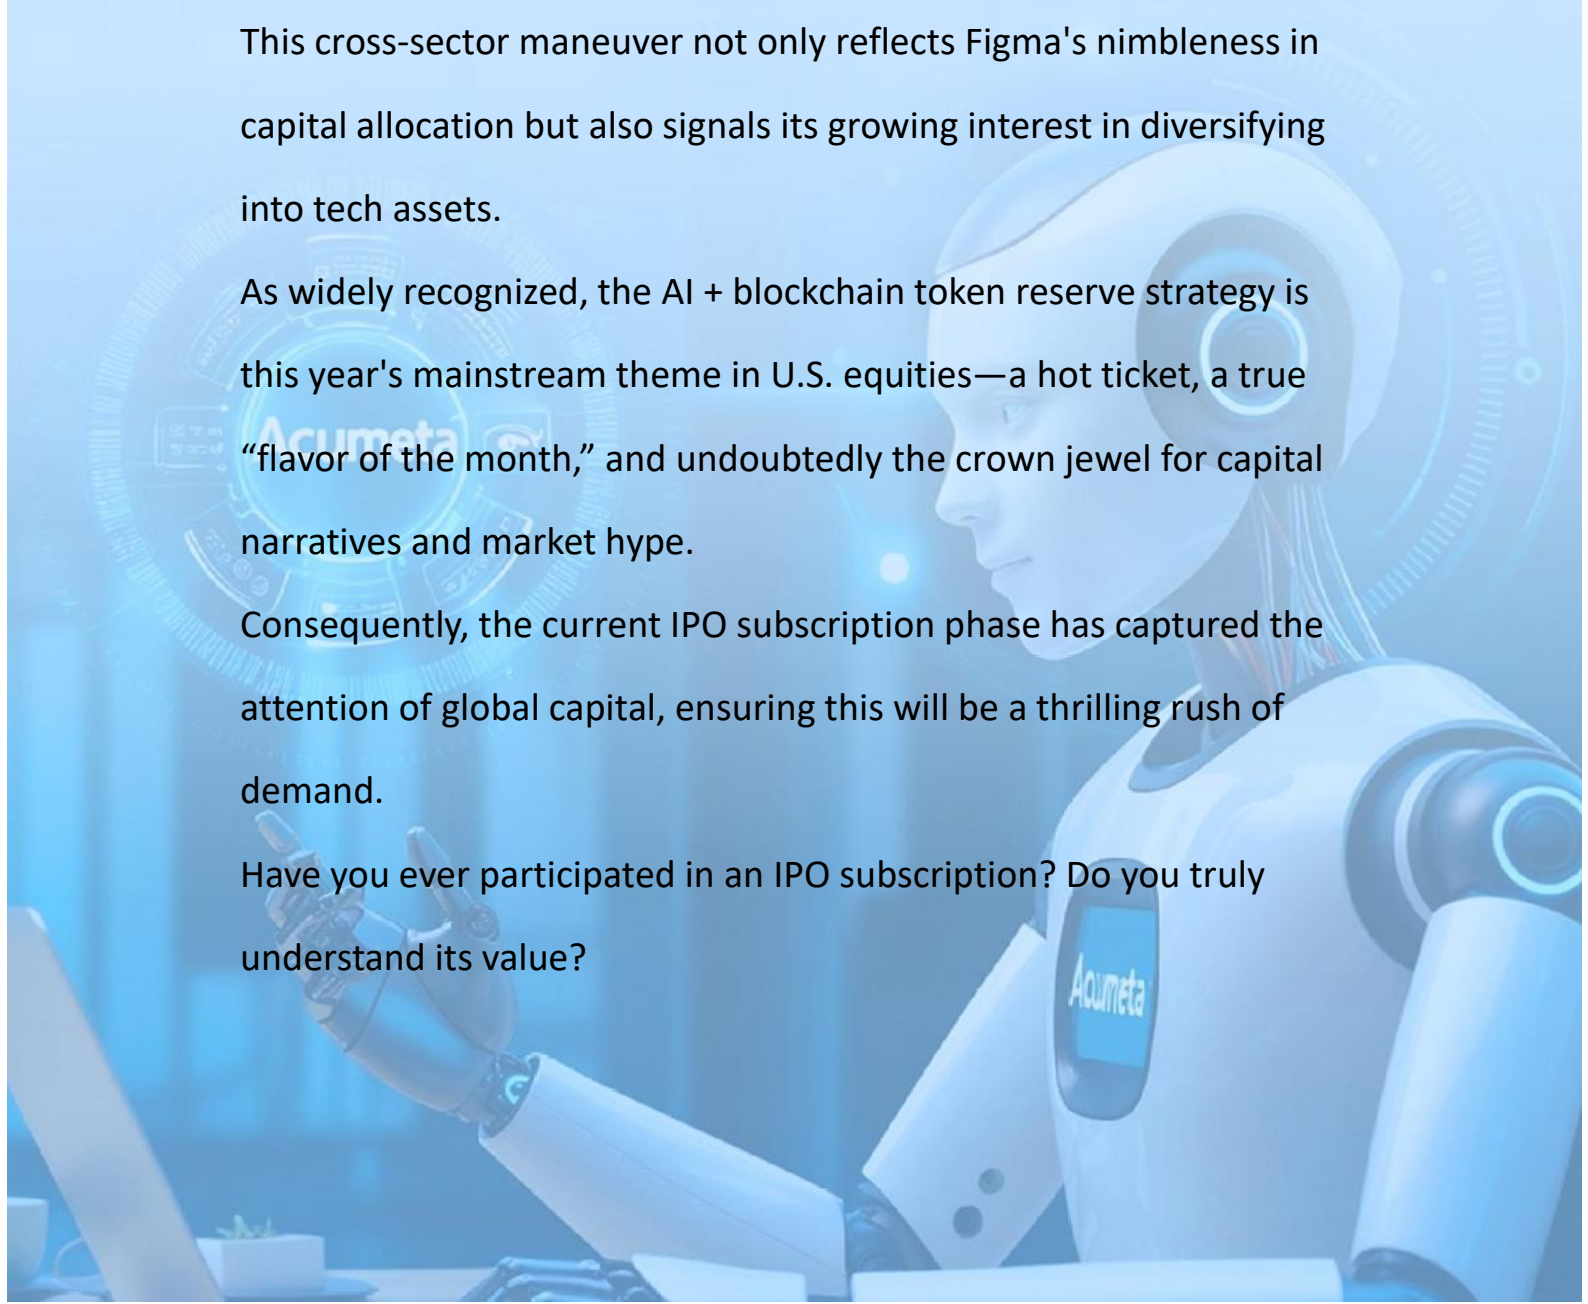 This cross-sector maneuver not only reflects Figma's nimbleness in
capital allocation but also signals its growing interest in diversifying
into tech assets.
As widely recognized, the AI + blockchain token reserve strategy is
this year's mainstream theme in U.S. equities—a hot ticket, a true
Acumeta
“flavor of the month,” and undoubtedly the crown jewel for capital
narratives and market hype.
Consequently, the current IPO subscription phase has captured the
attention of global capital, ensuring this will be a thrilling rush of
demand.
Have you ever participated in an IPO subscription? Do you truly
understand its value?
Acumeta